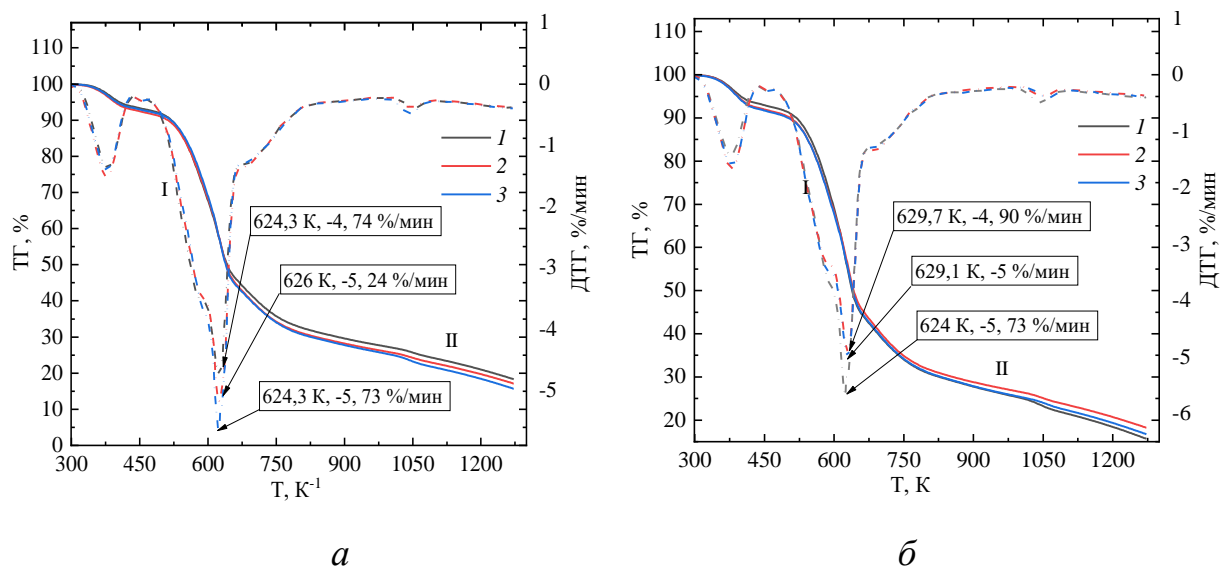 110
100
90
80
70
60
50
40
30
20
10
0
ТГ, %
1
0
-1
-2
-3
-4
-5
ДТГ, %/мин
1
2
3
I
624,3 К, -4, 74 %/мин
626 К, -5, 24 %/мин
II
624,3 К, -5, 73 %/мин
300 450 600 750 900 1050 1200
Т, К-1
110
100
90
80
70
60
50
40
30
20
ТГ, %
1
0
-1
-2
-3
-4
-5
-6
ДТГ, %/мин
1
2
3
I
629,7 К, -4, 90 %/мин
629,1 К, -5 %/мин
624 К, -5, 73 %/мин
II
300 450 600 750 900 1050 1200
Т, К
а
б